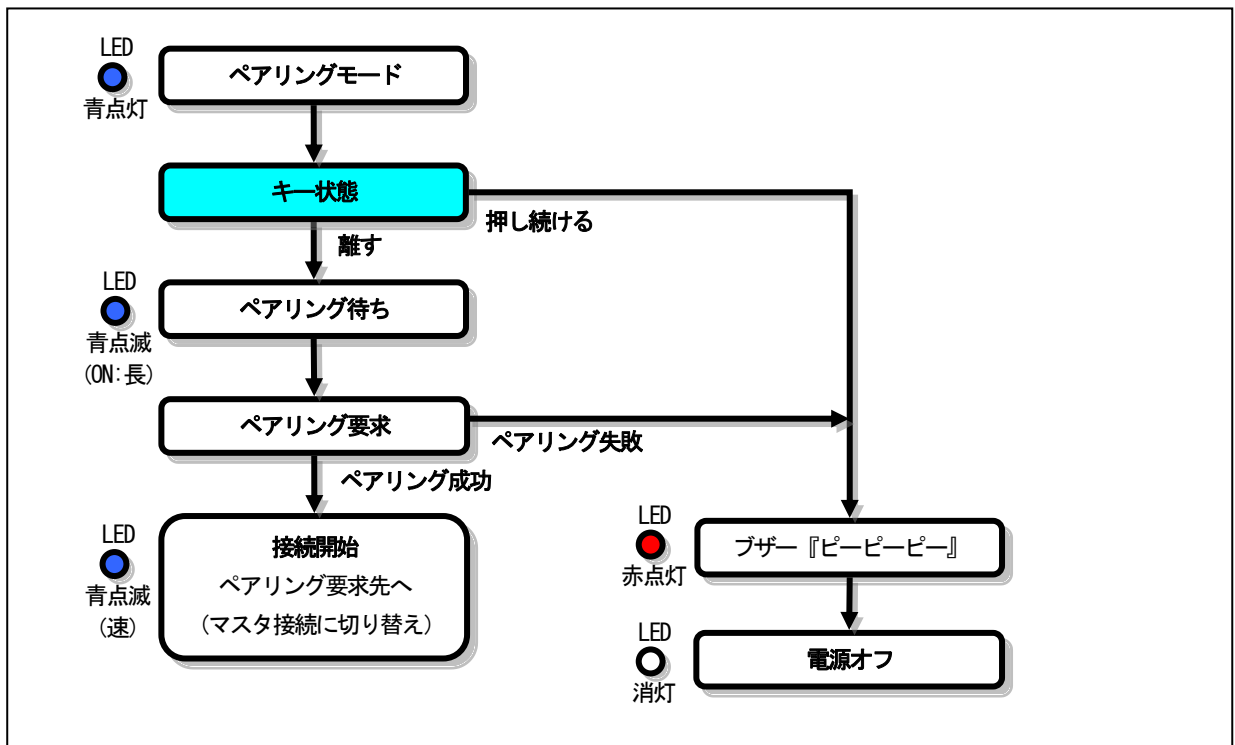 LED
青点灯
ペアリングモード
キー状態
押し続ける
離す
LED
青点滅
(ON:長)
ペアリング待ち
ペアリング要求
ペアリング失敗
ペアリング成功
LED
青点滅
(速)
接続開始
ペアリング要求先へ
(マスタ接続に切り替え)
LED
赤点灯
ブザー『ピーピーピー』
LED
消灯
電源オフ